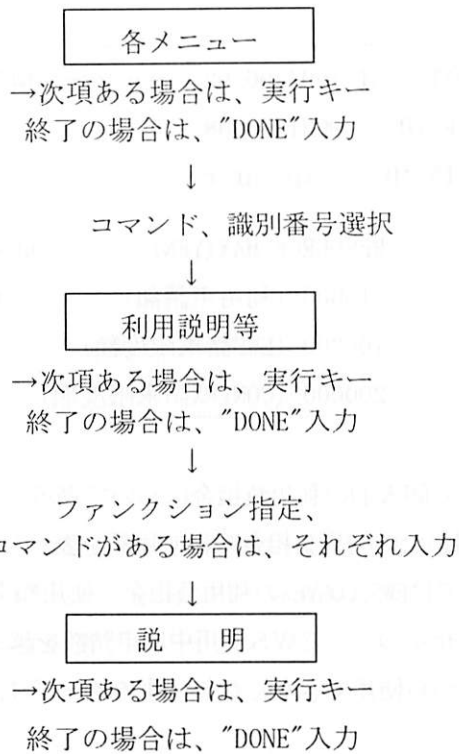 各メニュー
→次項ある場合は、実行キー
終了の場合は、"DONE"入力
↓
コマンド、識別番号選択
↓
利用説明等
→次項ある場合は、実行キー
終了の場合は、"DONE"入力
↓
ファンクション指定、
コマンドがある場合は、それぞれ入力
↓
説　　明
→次項ある場合は、実行キー
終了の場合は、"DONE"入力